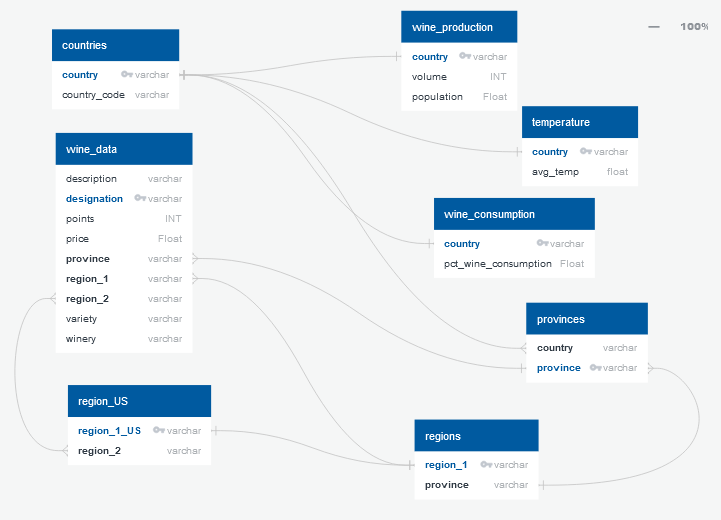 countries
country varchar
country_code varchar
wine_production
country varchar
volume INT
population Float
100%
temperature
country varchar
avg_temp float
wine_data
description varchar
designation varchar
points INT
price Float
province varchar
region_1 varchar
region_2 varchar
variety varchar
winery varchar
wine_consumption
country varchar
pct_wine_consumption Float
provinces
country varchar
province varchar
region_US
region_1_US varchar
region_2 varchar
regions
region_1 varchar
province varchar